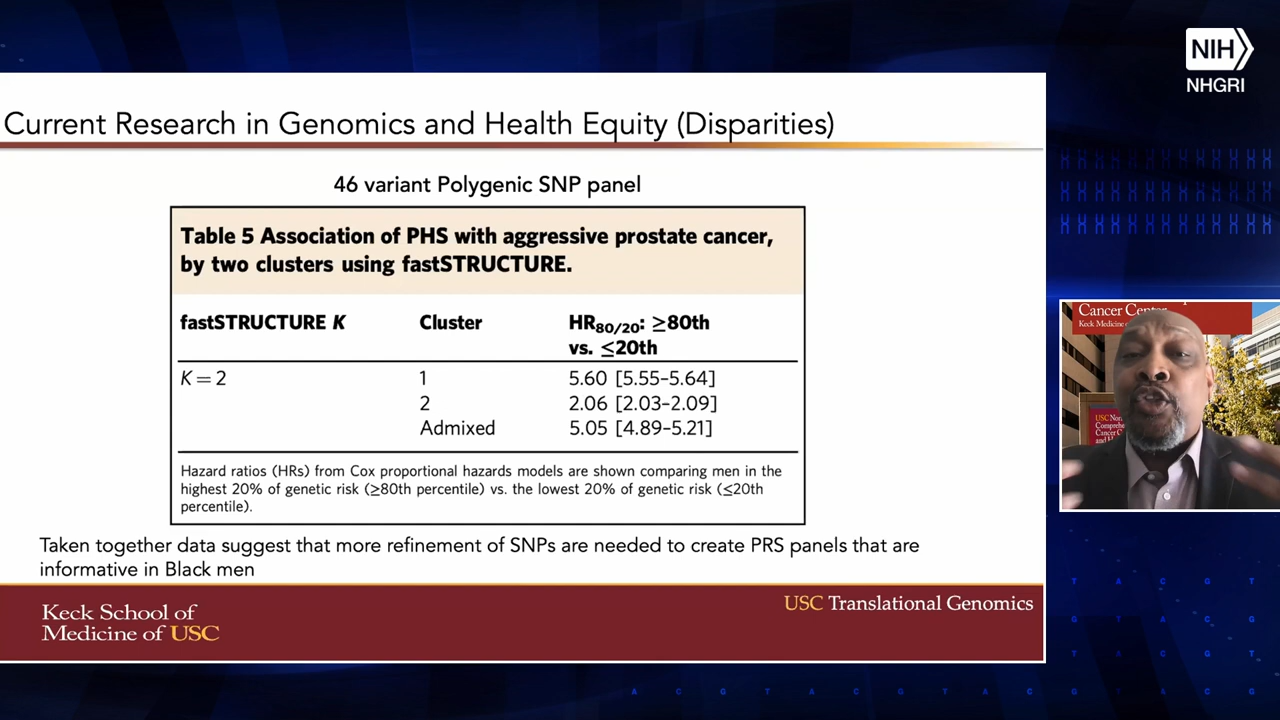 NIH
NHGRI
Current Research in Genomics and Health Equity (Disparities)
46 variant Polygenic SNP panel
Table 5 Association of PHS with aggressive prostate cancer,
by two clusters using fastSTRUCTURE.
fastSTRUCTURE K Cluster HR80/20: ≥80th
vs. ≤20th
K = 2 1 5.60 [5.55–5.64]
2 2.06 [2.03–2.09]
Admixed 5.05 [4.89–5.21]
Hazard ratios (HRs) from Cox proportional hazards models are shown comparing men in the
highest 20% of genetic risk (≥80th percentile) vs. the lowest 20% of genetic risk (≤20th
percentile).
Taken together data suggest that more refinement of SNPs are needed to create PRS panels that are
informative in Black men
Keck School of
Medicine of USC
USC Translational Genomics
Cancer
Keck Medicine
USC
Cancer
T A C G T
A C G T A C G T A C G T